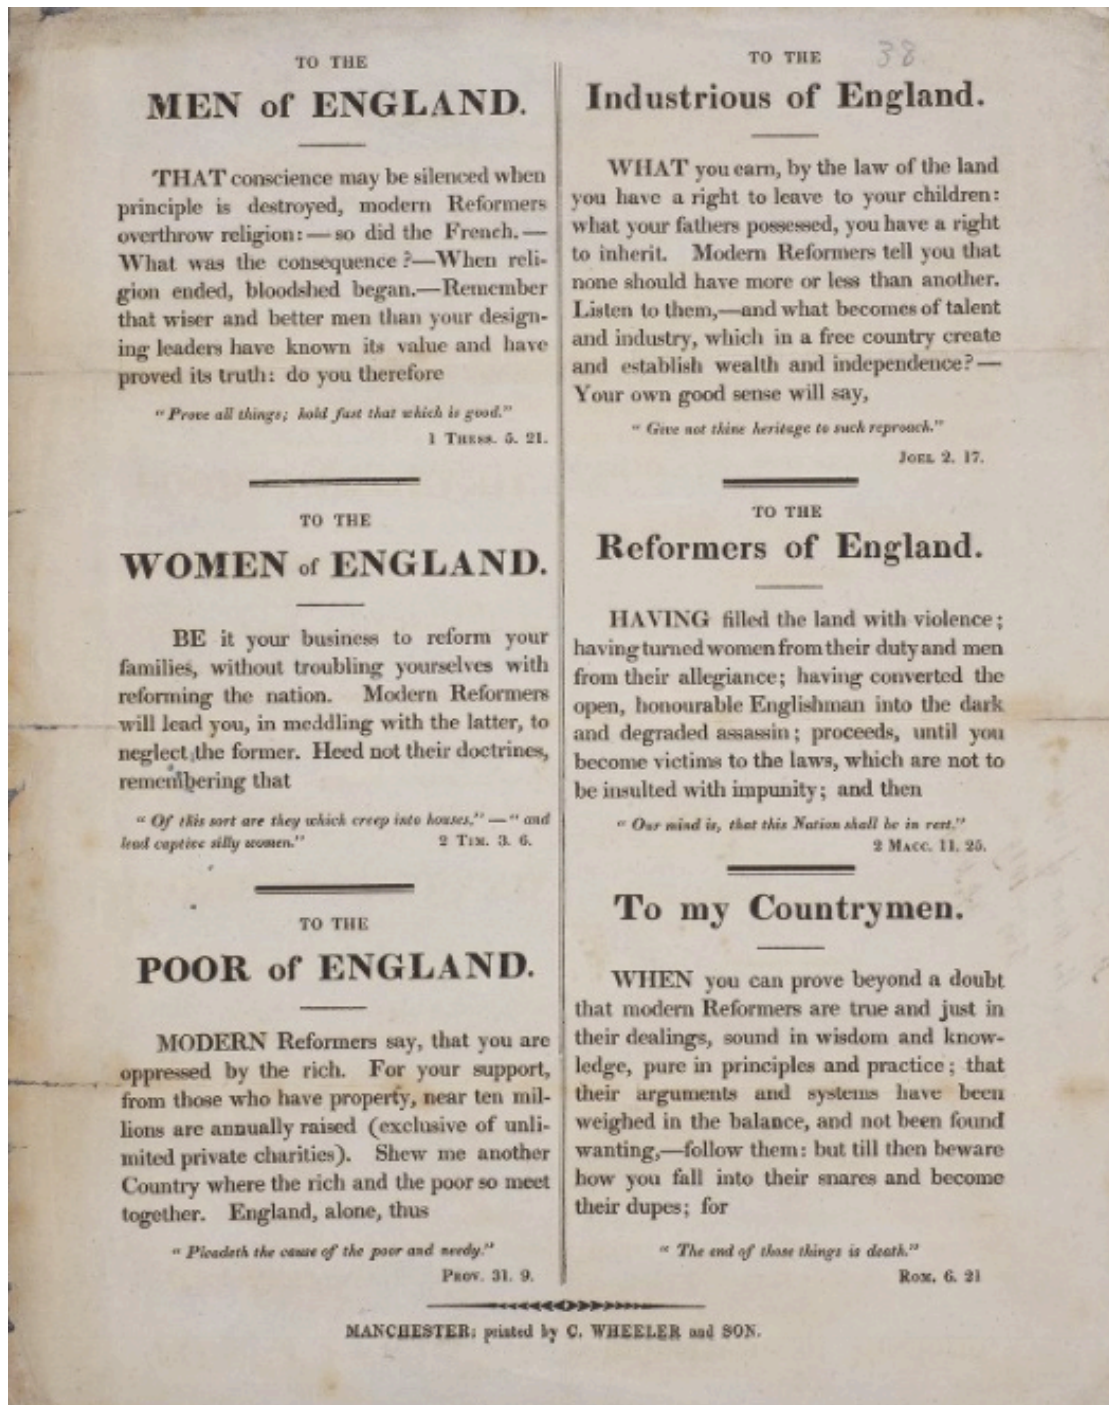 TO THE
MEN of ENGLAND.
THAT conscience may be silenced when
principle is destroyed, modern Reformers
overthrow religion:—so did the French.—
What was the consequence?—When reli-
gion ended, bloodshed began.—Remember
that wiser and better men than your design-
ing leaders have known its value and have
proved its truth: do you therefore
"Prove all things; hold fast that which is good."
1 THESS. 5. 21.
TO THE
WOMEN of ENGLAND.
BE it your business to reform your
families, without troubling yourselves with
reforming the nation. Modern Reformers
will lead you, in meddling with the latter, to
neglect the former. Heed not their doctrines,
remembering that
"Of this sort are they which creep into houses."—"and
lead captive silly women." 2 TIM. 3. 6.
TO THE
POOR of ENGLAND.
MODERN Reformers say, that you are
oppressed by the rich. For your support,
from those who have property, near ten mil-
lions are annually raised (exclusive of unli-
mited private charities). Shew me another
Country where the rich and the poor so meet
together. England, alone, thus
"Pleadeth the cause of the poor and needy."
PROV. 31. 9.
38
TO THE
Industrious of England.
WHAT you earn, by the law of the land
you have a right to leave to your children:
what your fathers possessed, you have a right
to inherit. Modern Reformers tell you that
none should have more or less than another.
Listen to them,—and what becomes of talent
and industry, which in a free country create
and establish wealth and independence?—
Your own good sense will say,
"Give not thine heritage to such reproach."
JOEL 2. 17.
TO THE
Reformers of England.
HAVING filled the land with violence;
having turned women from their duty and men
from their allegiance; having converted the
open, honourable Englishman into the dark
and degraded assassin; proceeds, until you
become victims to the laws, which are not to
be insulted with impunity; and then
"Our mind is, that this Nation shall be in rest."
2 MACC. 11. 25.
To my Countrymen.
WHEN you can prove beyond a doubt
that modern Reformers are true and just in
their dealings, sound in wisdom and know-
ledge, pure in principles and practice; that
their arguments and systems have been
weighed in the balance, and not been found
wanting,—follow them: but till then beware
how you fall into their snares and become
their dupes; for
"The end of those things is death."
ROM. 6. 21
MANCHESTER; printed by C. WHEELER and SON.